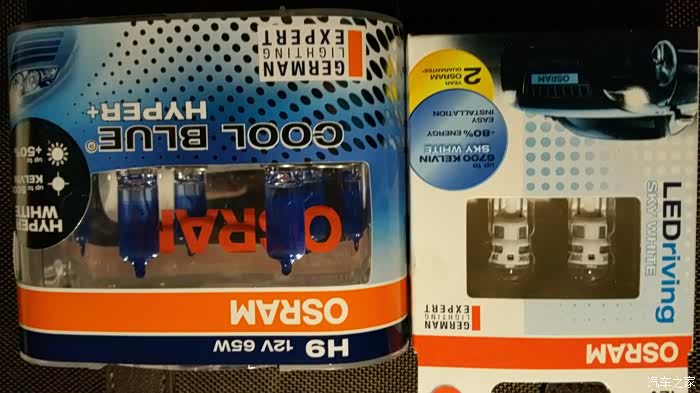 H9 12V 65W
OSRAM
OSRAM
HYPER
WHITE
up to
KELVIN
up to
+50%
COOL BLUE®
HYPER+
GERMAN
LIGHTING
EXPERT
OSRAM
GERMAN
LIGHTING
EXPERT
LEDriving
SKY WHITE
up to
6700 KELVIN
SKY WHITE
-80% ENERGY
EASY
INSTALLATION
2 YEAR
OSRAM
GUARANTEE
OSRAM
汽车之家